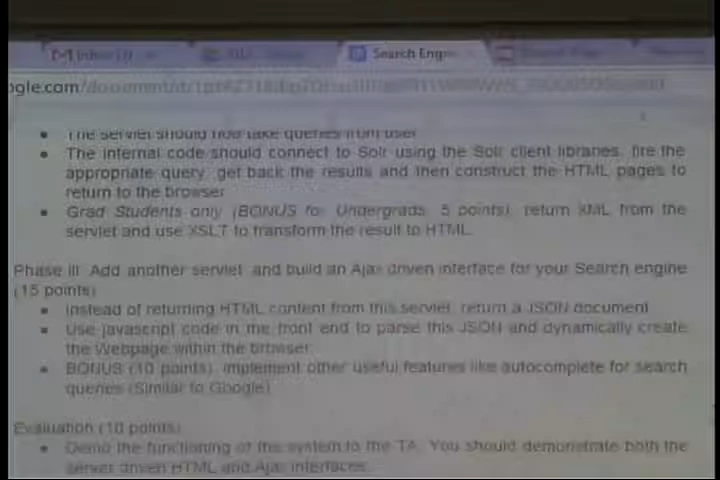 Inbox (1)
Search Engi
ogle.com/document/d/
The servlet should now take queries from user
The internal code should connect to Solr using the Solr client libraries, fire the
appropriate query, get back the results and then construct the HTML pages to
return to the browser
Grad Students only (BONUS for Undergrads, 5 points), return XML from the
servlet and use XSLT to transform the result to HTML.
Phase III: Add another servlet, and build an Ajax driven interface for your Search engine
(15 points)
Instead of returning HTML content from this servlet, return a JSON document
Use javascript code in the front end to parse this JSON and dynamically create
the Webpage within the browser.
BONUS (10 points), implement other useful features like autocomplete for search
queries (Similar to Google)
Evaluation (10 points)
Demo the functioning of the system to the TA. You should demonstrate both the
server driven HTML and Ajax interfaces.